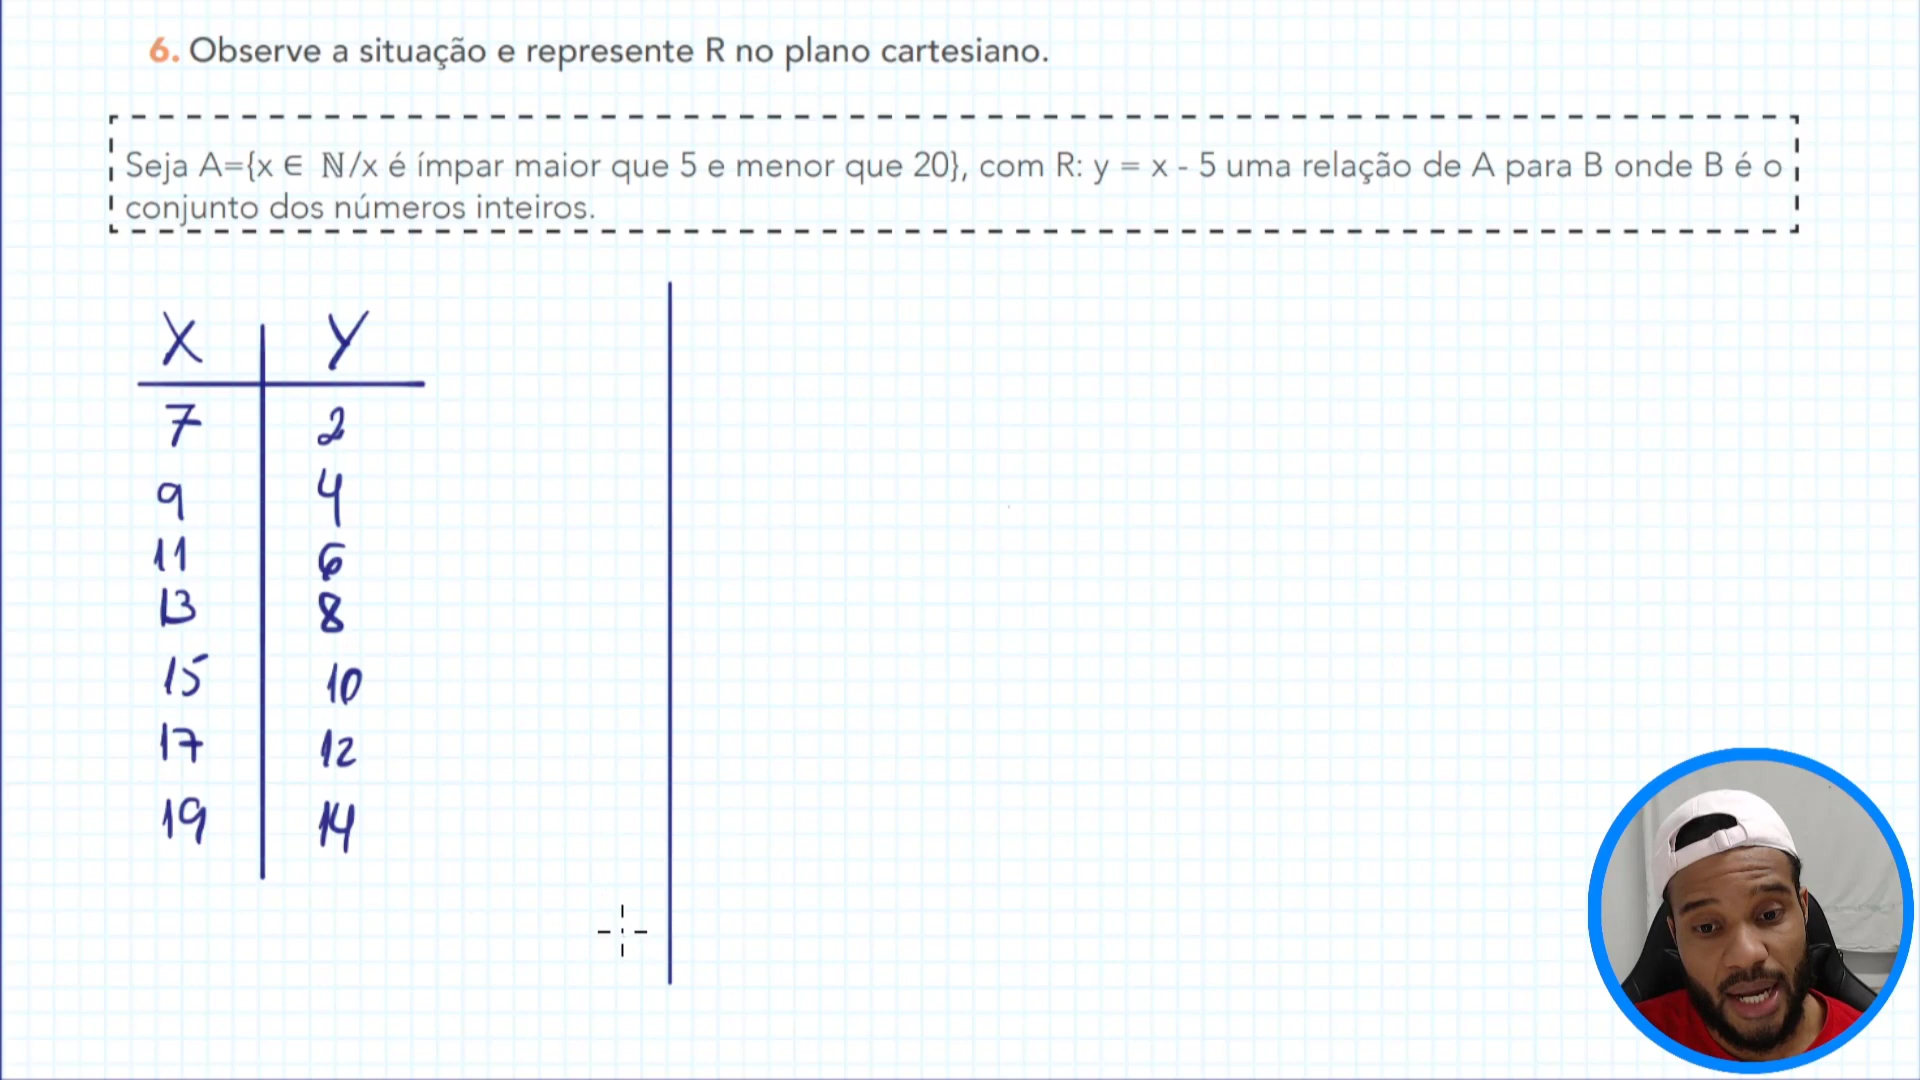 6. Observe a situação e represente R no plano cartesiano.
Seja A={x ∈ ℕ/x é ímpar maior que 5 e menor que 20}, com R: y = x - 5 uma relação de A para B onde B é o
conjunto dos números inteiros.
X Y
7 2
9 4
11 6
13 8
15 10
17 12
19 14